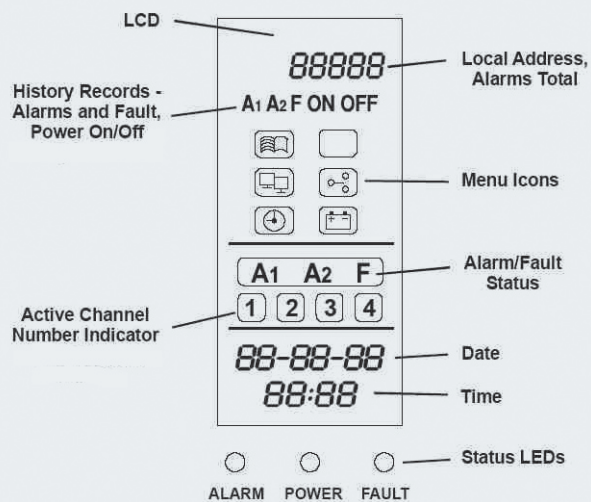 LCD
88888
Local Address,
Alarms Total
History Records -
Alarms and Fault,
Power On/Off
A1 A2 F ON OFF
Menu Icons
A1 A2 F
Alarm/Fault
Status
Active Channel
Number Indicator
1 2 3 4
88-88-88
Date
88:88
Time
Status LEDs
ALARM POWER FAULT